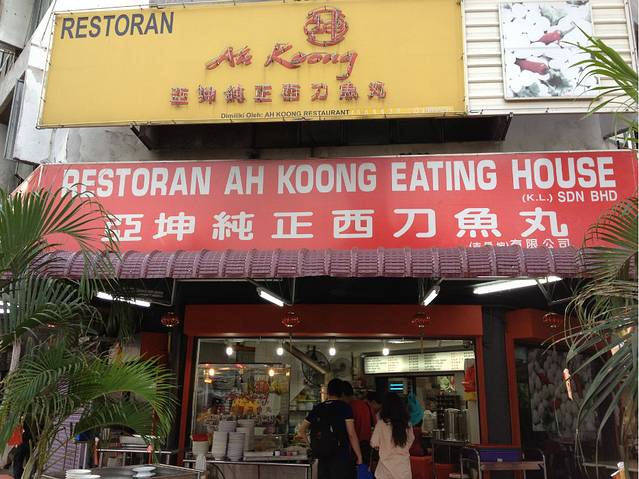 RESTORAN
Ah Koong
亞坤純正西刀魚丸
Dimiliki Oleh: AH KOONG RESTAURANT
RESTORAN AH KOONG EATING HOUSE
(K.L.) SDN BHD
亞坤純正西刀魚丸
有限公司